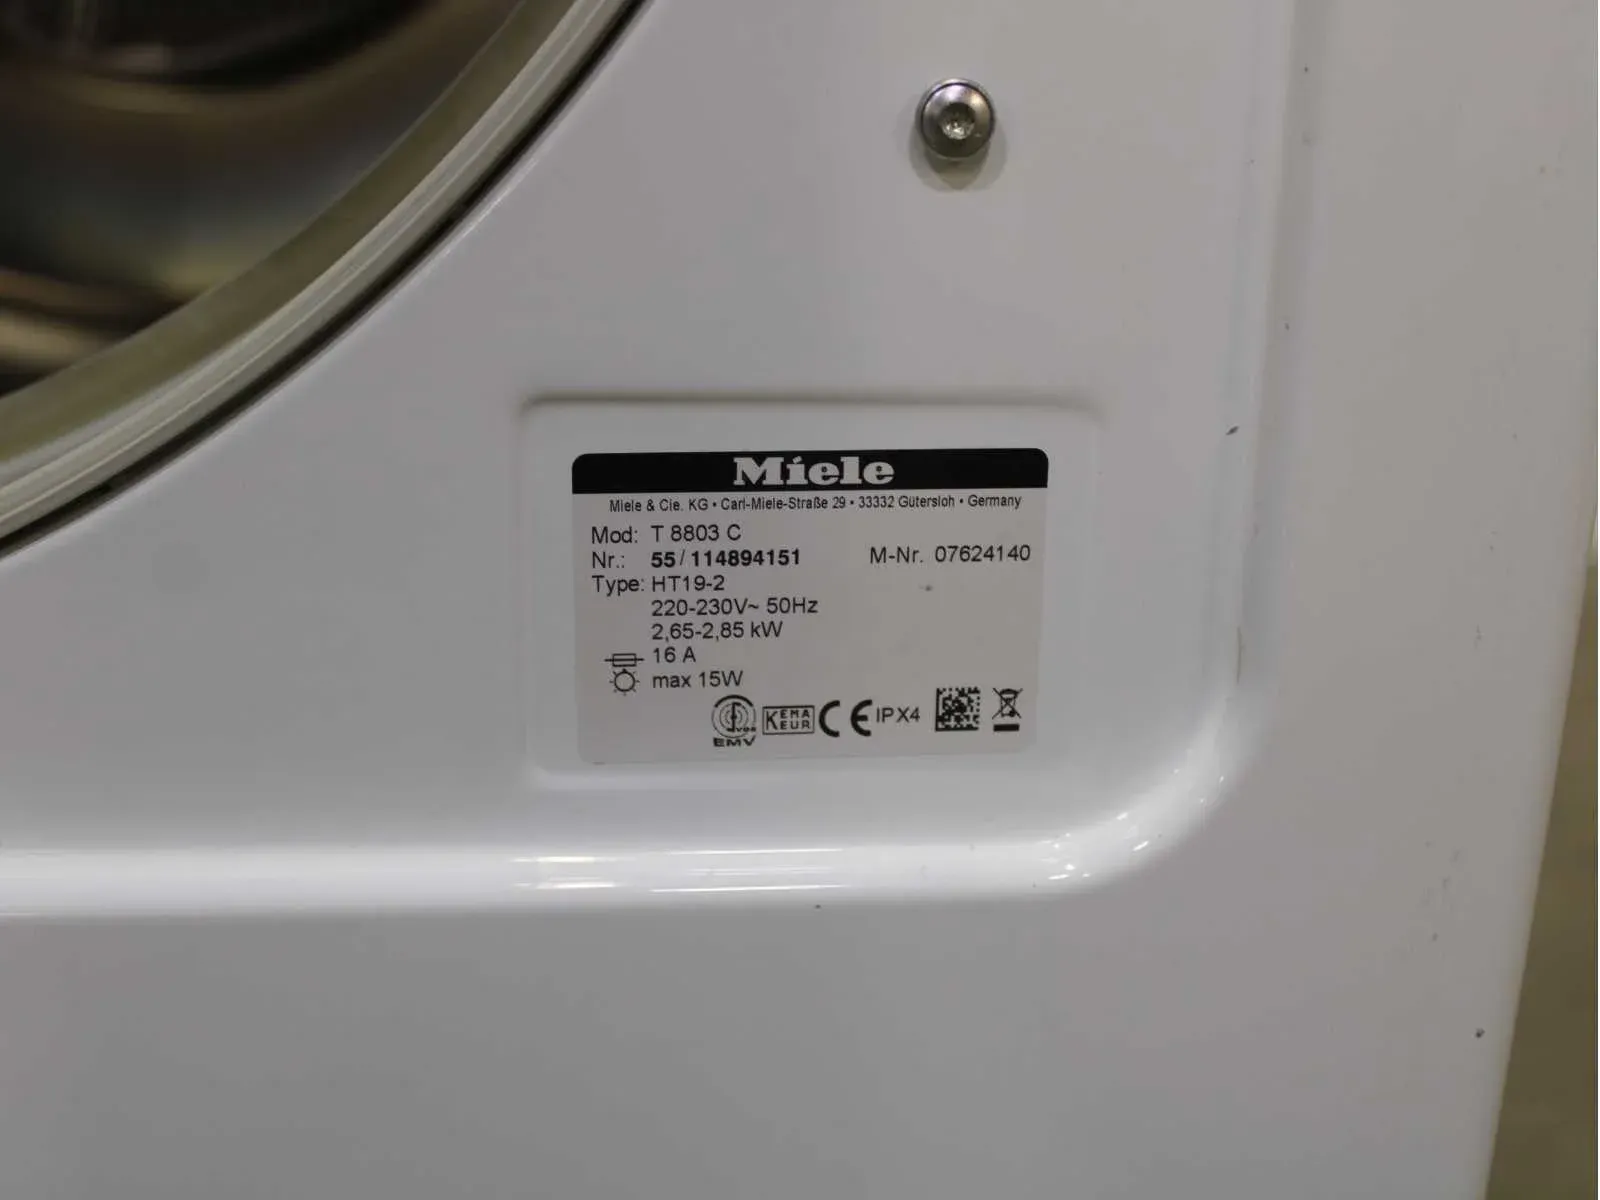 Miele
Miele & Cie. KG • Carl-Miele-Straße 29 • 33332 Gütersloh • Germany
Mod: T 8803 C
Nr.: 55/114894151 M-Nr. 07624140
Type: HT19-2
220-230V~ 50Hz
2,65-2,85 kW
16 A
max 15W
VDE EMV KEMA KEUR CE IPX4